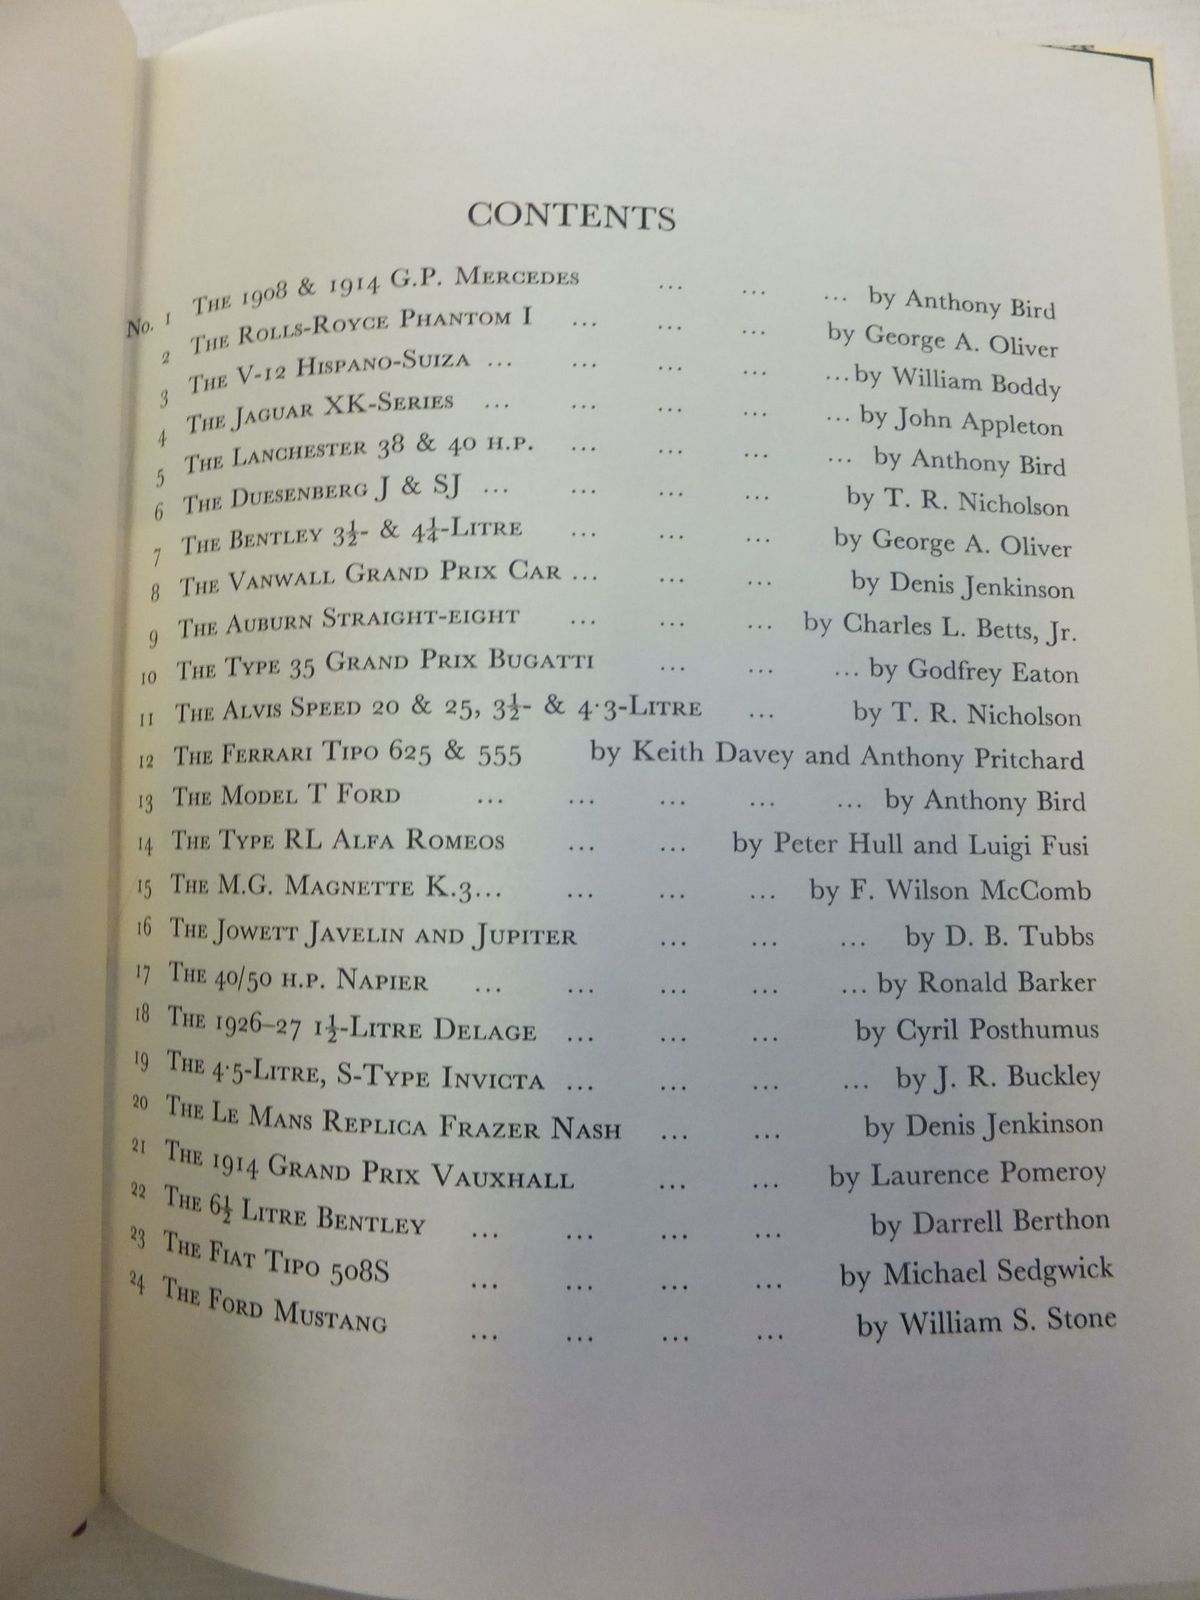 CONTENTS
No. 1 THE 1908 & 1914 G.P. MERCEDES ... ... ... by Anthony Bird
2 THE ROLLS-ROYCE PHANTOM I ... ... ... by George A. Oliver
3 THE V-12 HISPANO-SUIZA ... ... ... ... ...by William Boddy
4 THE JAGUAR XK-SERIES ... ... ... ... ... by John Appleton
5 THE LANCHESTER 38 & 40 H.P. ... ... ... ... by Anthony Bird
6 THE DUESENBERG J & SJ ... ... ... ... by T. R. Nicholson
7 THE BENTLEY 3½- & 4¼-LITRE ... ... ... by George A. Oliver
8 THE VANWALL GRAND PRIX CAR ... ... ... by Denis Jenkinson
9 THE AUBURN STRAIGHT-EIGHT ... ... ... by Charles L. Betts, Jr.
10 THE TYPE 35 GRAND PRIX BUGATTI ... ... ... by Godfrey Eaton
11 THE ALVIS SPEED 20 & 25, 3½- & 4·3-LITRE ... by T. R. Nicholson
12 THE FERRARI TIPO 625 & 555 by Keith Davey and Anthony Pritchard
13 THE MODEL T FORD ... ... ... ... ... by Anthony Bird
14 THE TYPE RL ALFA ROMEOS ... ... by Peter Hull and Luigi Fusi
15 THE M.G. MAGNETTE K.3... ... ... ... by F. Wilson McComb
16 THE JOWETT JAVELIN AND JUPITER ... ... ... by D. B. Tubbs
17 THE 40/50 H.P. NAPIER ... ... ... ... ...by Ronald Barker
18 THE 1926–27 1½-LITRE DELAGE ... ... ... by Cyril Posthumus
19 THE 4·5-LITRE, S-TYPE INVICTA ... ... ... ... by J. R. Buckley
20 THE LE MANS REPLICA FRAZER NASH ... ... by Denis Jenkinson
21 THE 1914 GRAND PRIX VAUXHALL ... ... by Laurence Pomeroy
22 THE 6½ LITRE BENTLEY ... ... ... ... by Darrell Berthon
23 THE FIAT TIPO 508S ... ... ... ... by Michael Sedgwick
24 THE FORD MUSTANG ... ... ... ... by William S. Stone